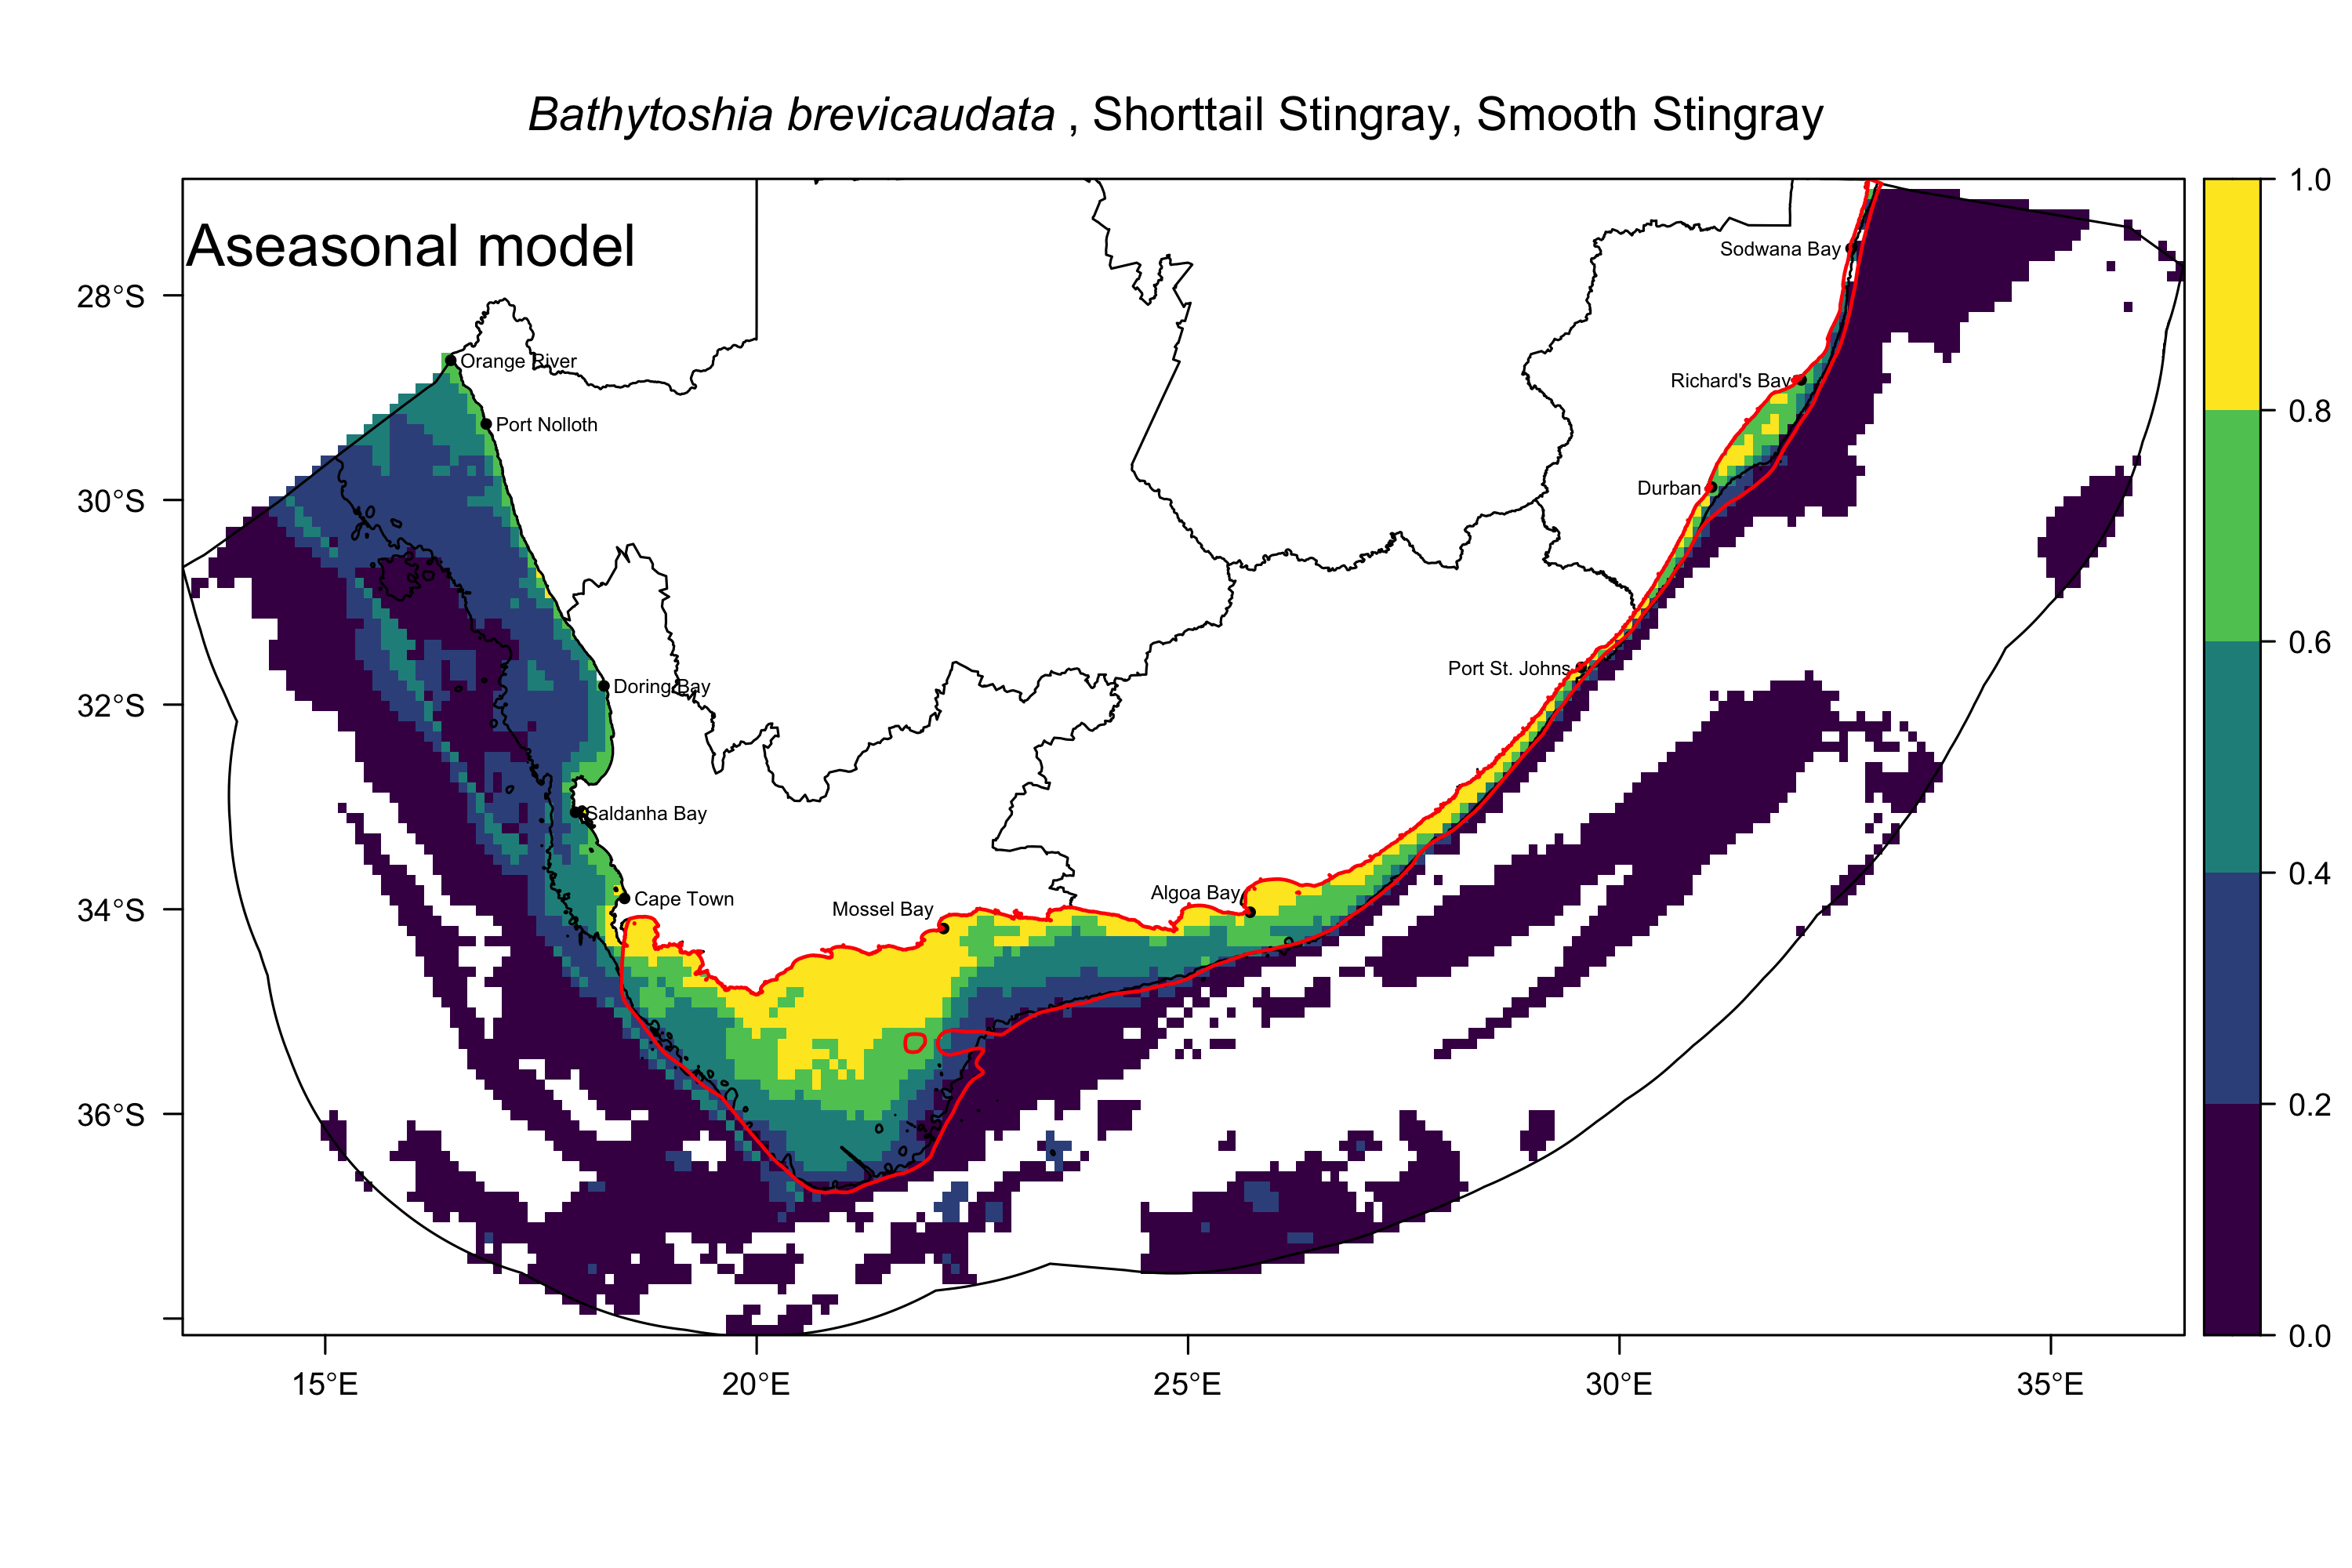 Bathytoshia brevicaudata , Shorttail Stingray, Smooth Stingray
Aseasonal model
1.0
0.8
0.6
0.4
0.2
0.0
28°S
30°S
32°S
34°S
36°S
Sodwana Bay
Orange River
Richard's Bay
Port Nolloth
Durban
Port St. Johns
Doring Bay
Saldanha Bay
Algoa Bay
Cape Town
Mossel Bay
15°E
20°E
25°E
30°E
35°E